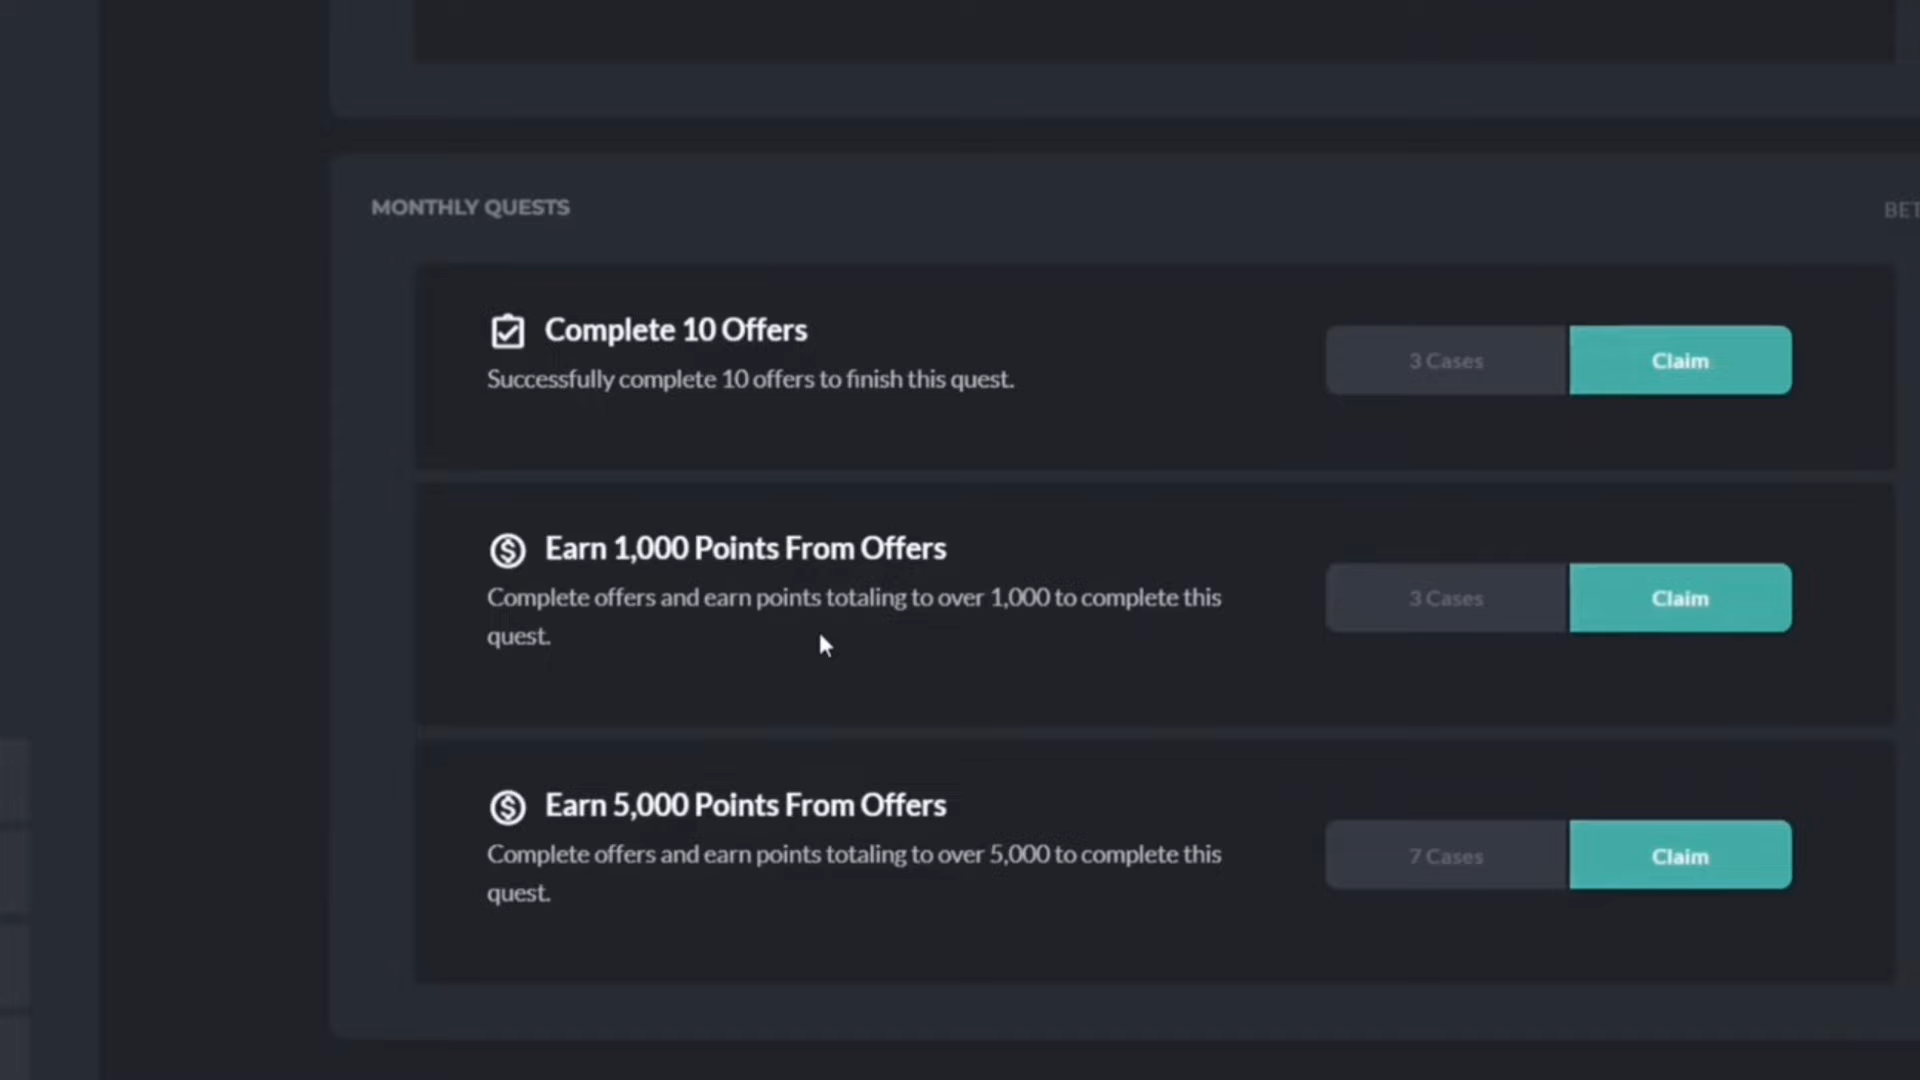 MONTHLY QUESTS
BET
Complete 10 Offers
Successfully complete 10 offers to finish this quest.
3 Cases
Claim
Earn 1,000 Points From Offers
Complete offers and earn points totaling to over 1,000 to complete this
quest.
3 Cases
Claim
Earn 5,000 Points From Offers
Complete offers and earn points totaling to over 5,000 to complete this
quest.
7 Cases
Claim